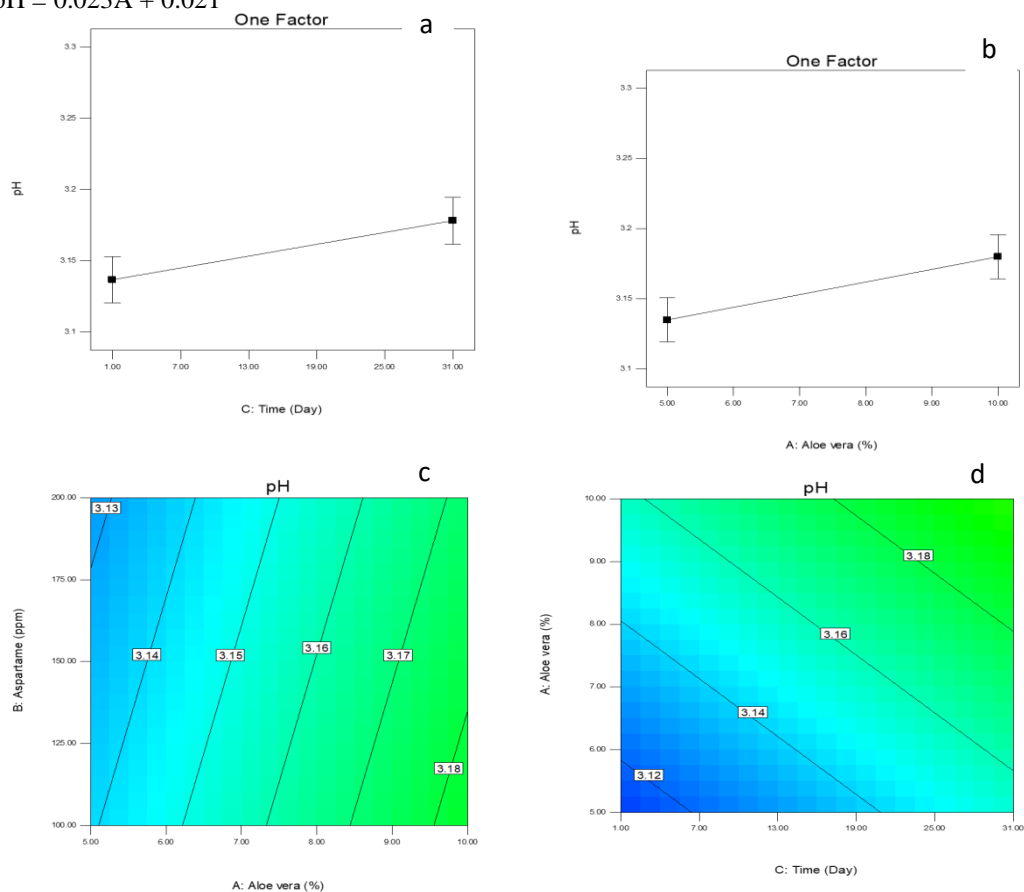 pH = 0.023A + 0.021
One Factor
a
3.3
3.25
3.2
3.15
3.1
pH
1.00 7.00 13.00 19.00 25.00 31.00
C: Time (Day)
One Factor
b
3.3
3.25
3.2
3.15
3.1
pH
5.00 6.00 7.00 8.00 9.00 10.00
A: Aloe vera (%)
pH
c
200.00
175.00
150.00
125.00
100.00
B: Aspartame (ppm)
3.13
3.14
3.15
3.16
3.17
3.18
5.00 6.00 7.00 8.00 9.00 10.00
A: Aloe vera (%)
pH
d
10.00
9.00
8.00
7.00
6.00
5.00
A: Aloe vera (%)
3.18
3.16
3.14
3.12
1.00 7.00 13.00 19.00 25.00 31.00
C: Time (Day)